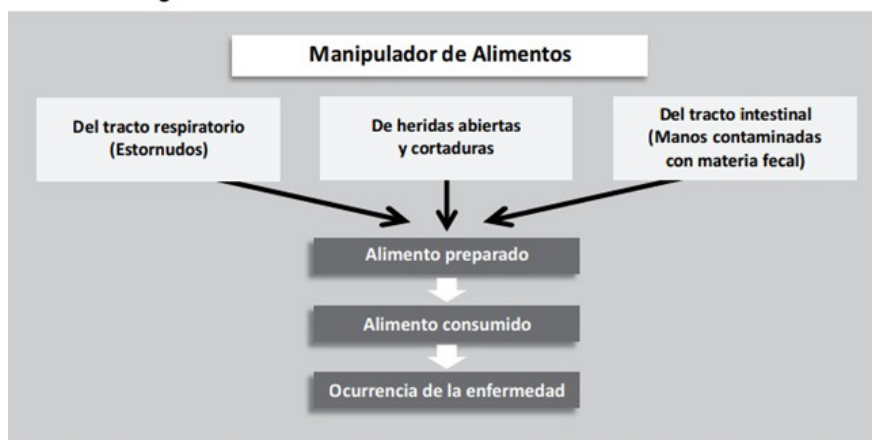 Manipulador de Alimentos
Del tracto respiratorio
(Estornudos)
De heridas abiertas
y cortaduras
Del tracto intestinal
(Manos contaminadas
con materia fecal)
Alimento preparado
Alimento consumido
Ocurrencia de la enfermedad